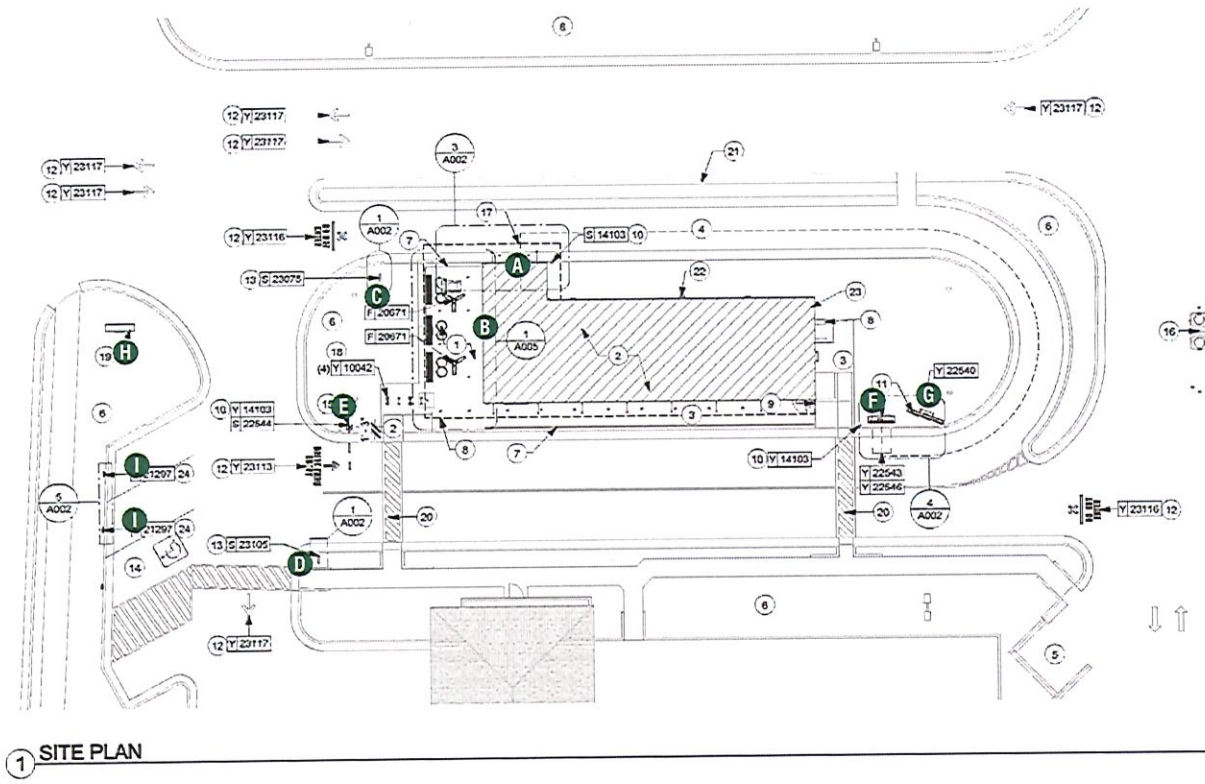 6
12 Y 23117
12 Y 23117
Y 23117 12
3
A002
21
12 Y 23117
12 Y 23117
17
1
A002
7
S 14103 10
4
6
12 Y 23116
A
13 S 23075
22
23
C
F 20671
B
1
A005
8
16
H
19
6
F 20671
1
2
18
(4) Y 10042
3
Y 22540
11
G
6
E
9
F
10 Y 14103
S 22544
2
3
8
7
10 Y 14103
12 Y 23113
Y 22543
Y 22546
I
21297 24
5
A002
1
A002
20
20
4
A002
Y 23116 12
I
21297 24
13 S 23105
14
D
6
12 Y 23117
5
1 SITE PLAN